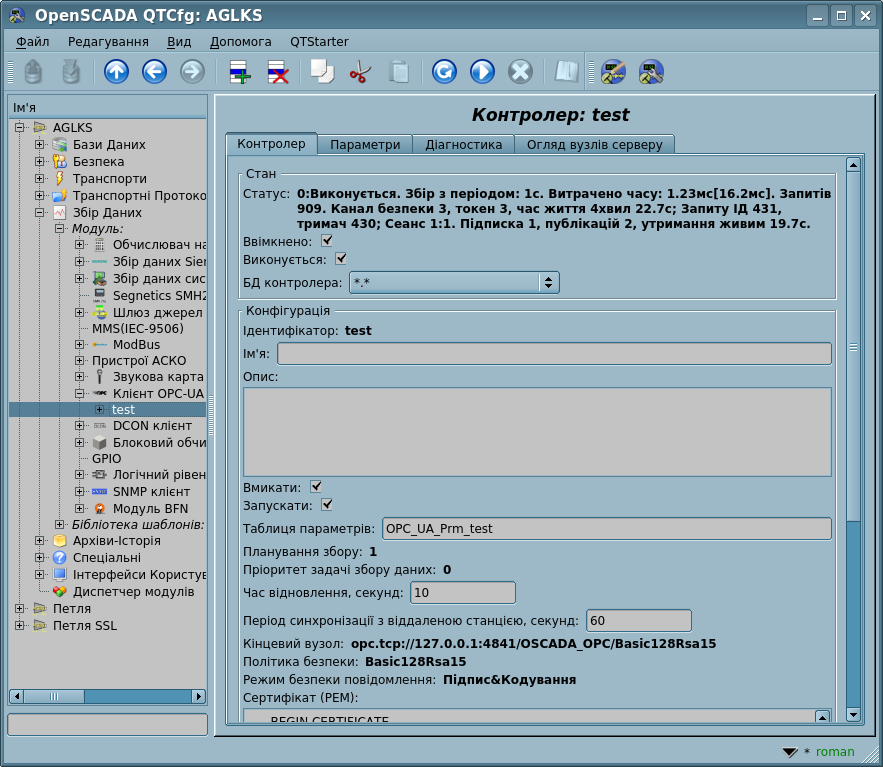 OpenSCADA QTCfg: AGLKS
Файл Редагування Вид Допомога QTStarter
Ім'я
AGLKS
Бази Даних
Безпека
Транспорти
Транспортні Протоко
Збір Даних
Модуль:
Обчислювач на
Збір даних Sie
Збір даних сис
Segnetics SMH2
Шлюз джерел
MMS(IEC-9506)
ModBus
Пристрої АСКО
Звукова карта
Клієнт OPC-UA
test
DCON клієнт
Блоковий обчи
GPIO
Логічний рівен
SNMP клієнт
Модуль BFN
Бібліотека шаблонів:
Архіви-Історія
Спеціальні
Інтерфейси Користув
Диспетчер модулів
Петля
Петля SSL
Контролер: test
Контролер Параметри Діагностика Огляд вузлів серверу
Стан
Статус: 0:Виконується. Збір з періодом: 1с. Витрачено часу: 1.23мс[16.2мс]. Запитів
909. Канал безпеки 3, токен 3, час життя 4хвил 22.7с; Запиту ІД 431,
тримач 430; Сеанс 1:1. Підписка 1, публікацій 2, утримання живим 19.7с.
Ввімкнено:
Виконується:
БД контролера: *.*
Конфігурація
Ідентифікатор: test
Ім'я:
Опис:
Вмикати:
Запускати:
Таблиця параметрів: OPC_UA_Prm_test
Планування збору: 1
Пріоритет задачі збору даних: 0
Час відновлення, секунд: 10
Період синхронізації з віддаленою станцією, секунд: 60
Кінцевий вузол: opc.tcp://127.0.0.1:4841/OSCADA_OPC/Basic128Rsa15
Політика безпеки: Basic128Rsa15
Режим безпеки повідомлення: Підпис&Кодування
Сертифікат (PEM):
BEGIN CERTIFICATE
* roman